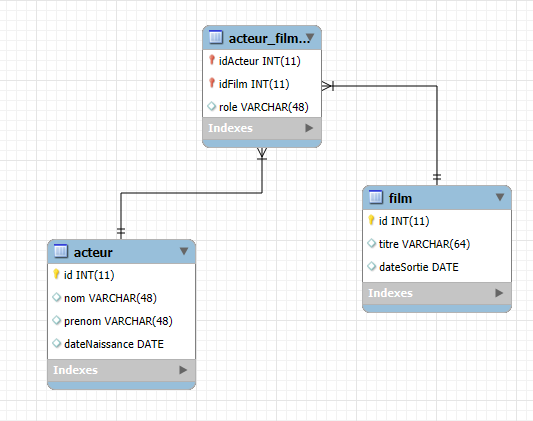 acteur_film...
idActeur INT(11)
idFilm INT(11)
role VARCHAR(48)
Indexes
film
id INT(11)
titre VARCHAR(64)
dateSortie DATE
Indexes
acteur
id INT(11)
nom VARCHAR(48)
prenom VARCHAR(48)
dateNaissance DATE
Indexes